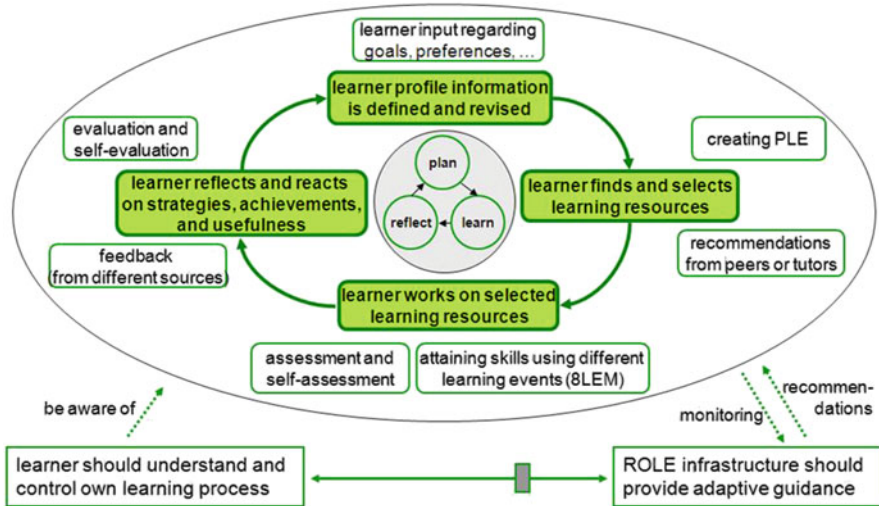 learner input regarding
goals, preferences, ...
learner profile information
is defined and revised
evaluation and
self-evaluation
creating PLE
plan
learner reflects and reacts
on strategies, achievements,
and usefulness
learner finds and selects
learning resources
reflect
learn
feedback
(from different sources)
recommendations
from peers or tutors
learner works on selected
learning resources
assessment and
self-assessment
attaining skills using different
learning events (8LEM)
be aware of
monitoring
recommen-
dations
learner should understand and
control own learning process
ROLE infrastructure should
provide adaptive guidance